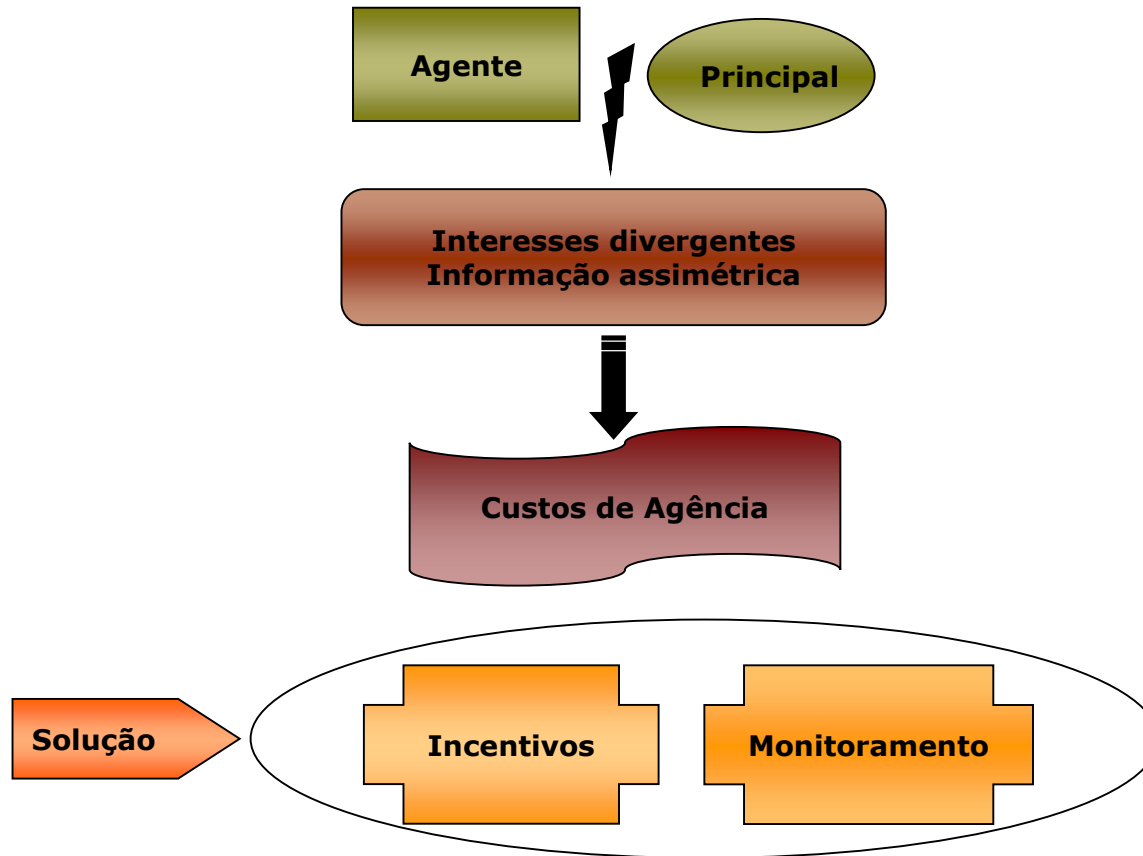 Agente
Principal
Interesses divergentes
Informação assimétrica
Custos de Agência
Solução
Incentivos
Monitoramento